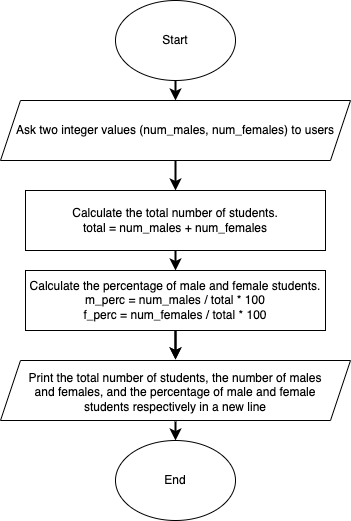 Start
Ask two integer values (num_males, num_females) to users
Calculate the total number of students.
total = num_males + num_females
Calculate the percentage of male and female students.
m_perc = num_males / total * 100
f_perc = num_females / total * 100
Print the total number of students, the number of males
and females, and the percentage of male and female
students respectively in a new line
End